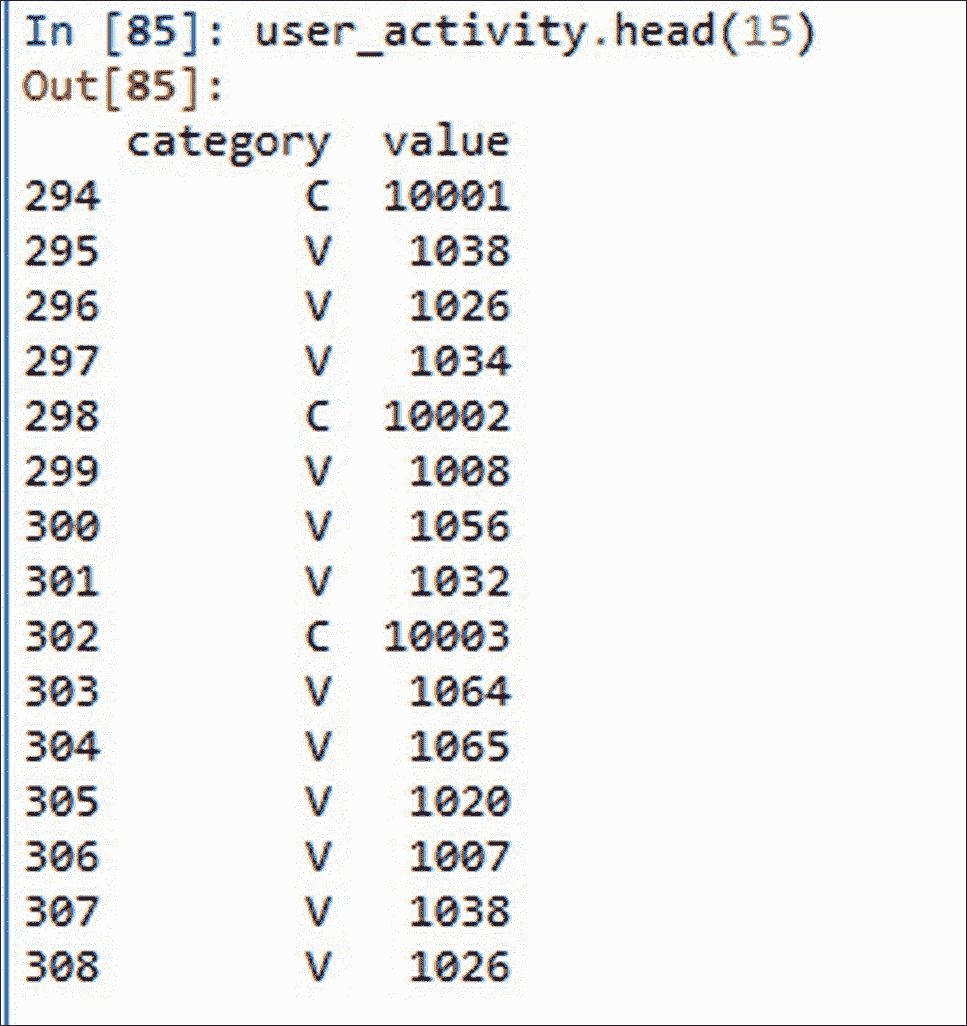 In [85]: user_activity.head(15)
Out[85]:
category value
294 C 10001
295 V 1038
296 V 1026
297 V 1034
298 C 10002
299 V 1008
300 V 1056
301 V 1032
302 C 10003
303 V 1064
304 V 1065
305 V 1020
306 V 1007
307 V 1038
308 V 1026